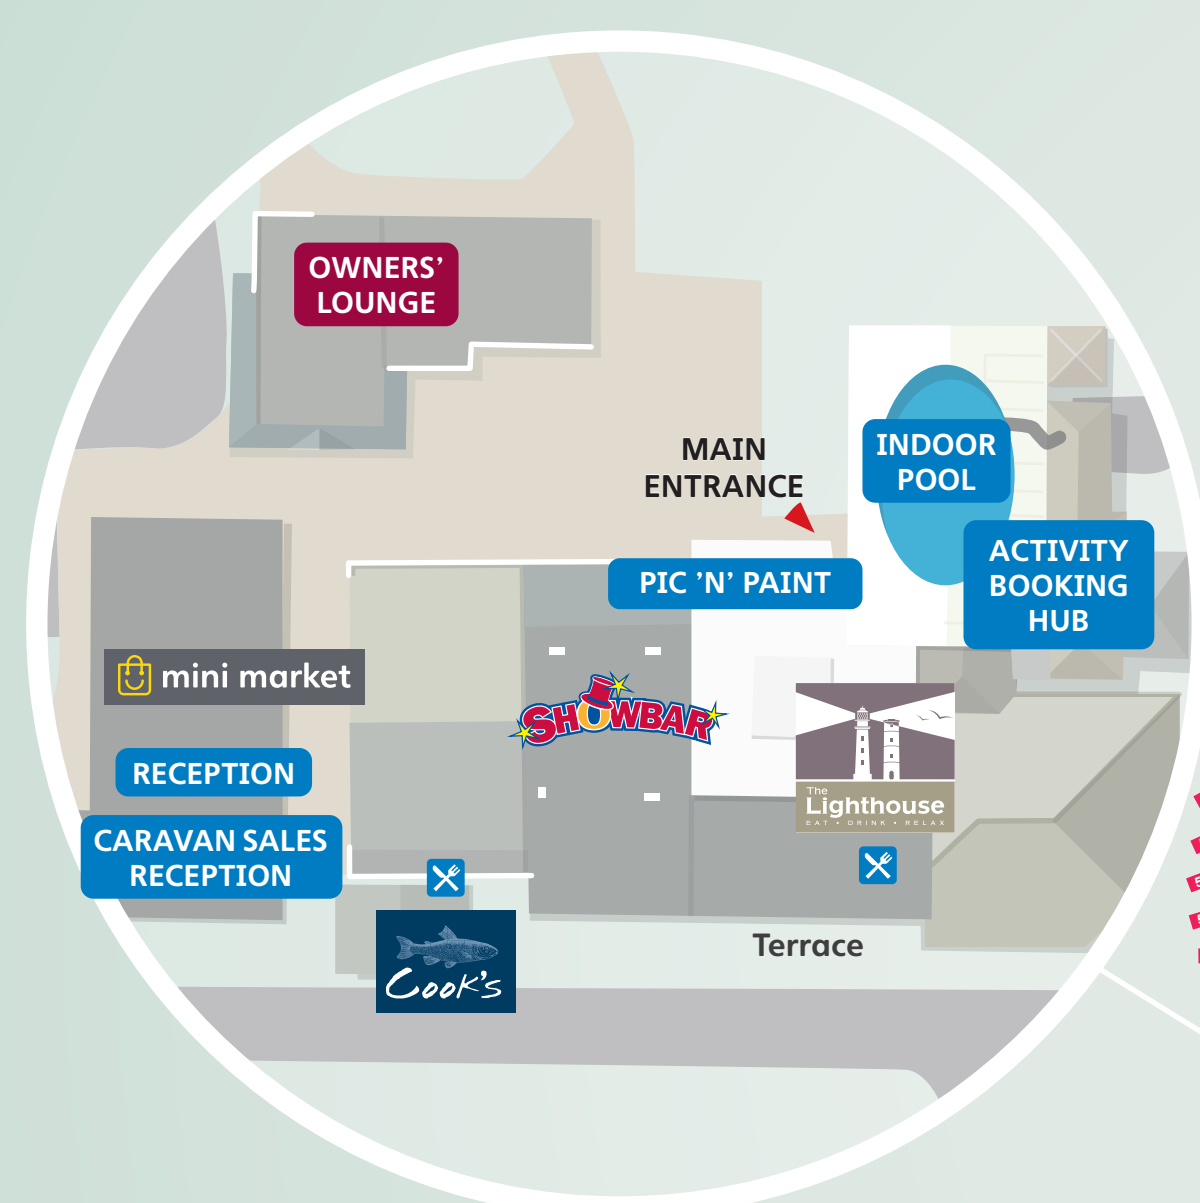 OWNERS’
LOUNGE
MAIN
ENTRANCE
INDOOR
POOL
ACTIVITY
BOOKING
HUB
PIC ’N’ PAINT
mini market
SHOWBAR
RECEPTION
The
Lighthouse
EAT • DRINK • RELAX
CARAVAN SALES
RECEPTION
Terrace
Cook's